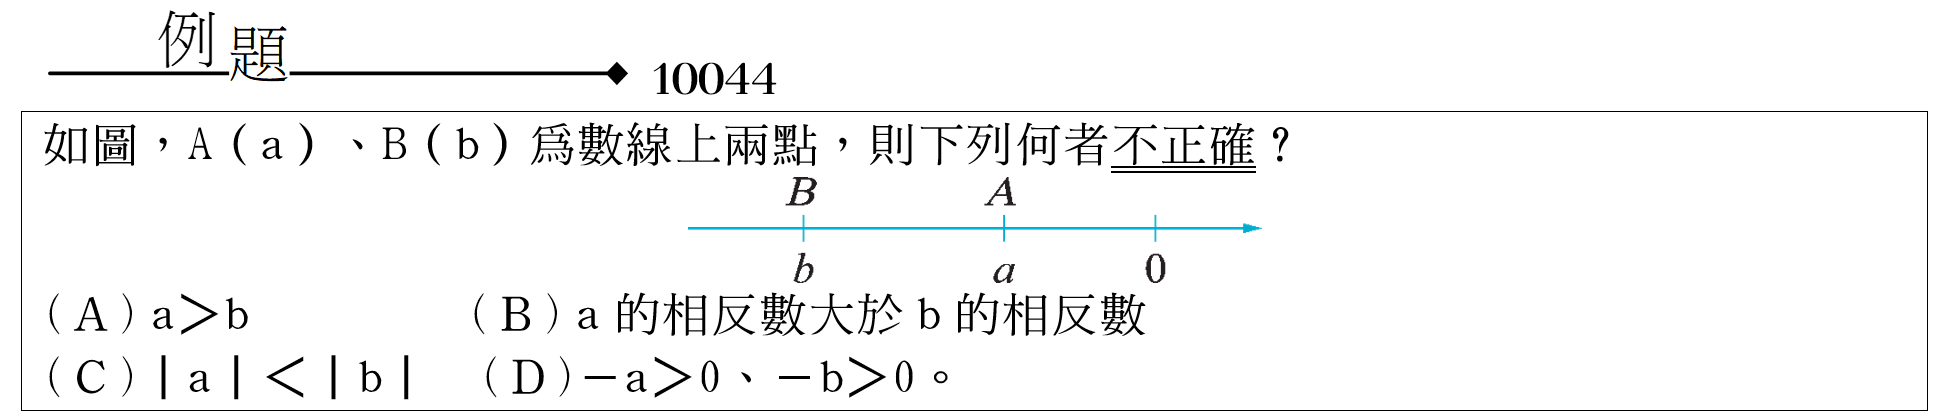 例題 10044
如圖，A(a)、B(b)爲數線上兩點，則下列何者不正確？
B A
b a 0
(A)a＞b (B)a 的相反數大於 b 的相反數
(C)|a|＜|b| (D)－a＞0、－b＞0。